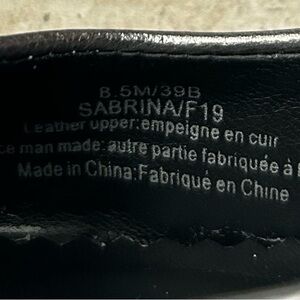 8.5M/39B
SABRINA/F19
Leather upper:empeigne en cuir
ce man made:autre partie fabriquée à
Made in China:Fabriqué en Chine